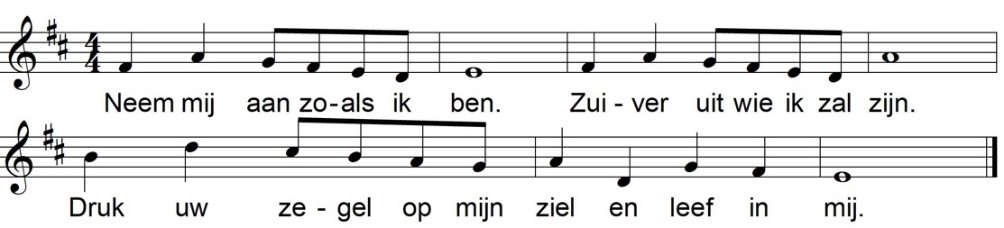 Neem mij aan zo-als ik ben. Zui - ver uit wie ik zal zijn.
Druk uw ze - gel op mijn ziel en leef in mij.